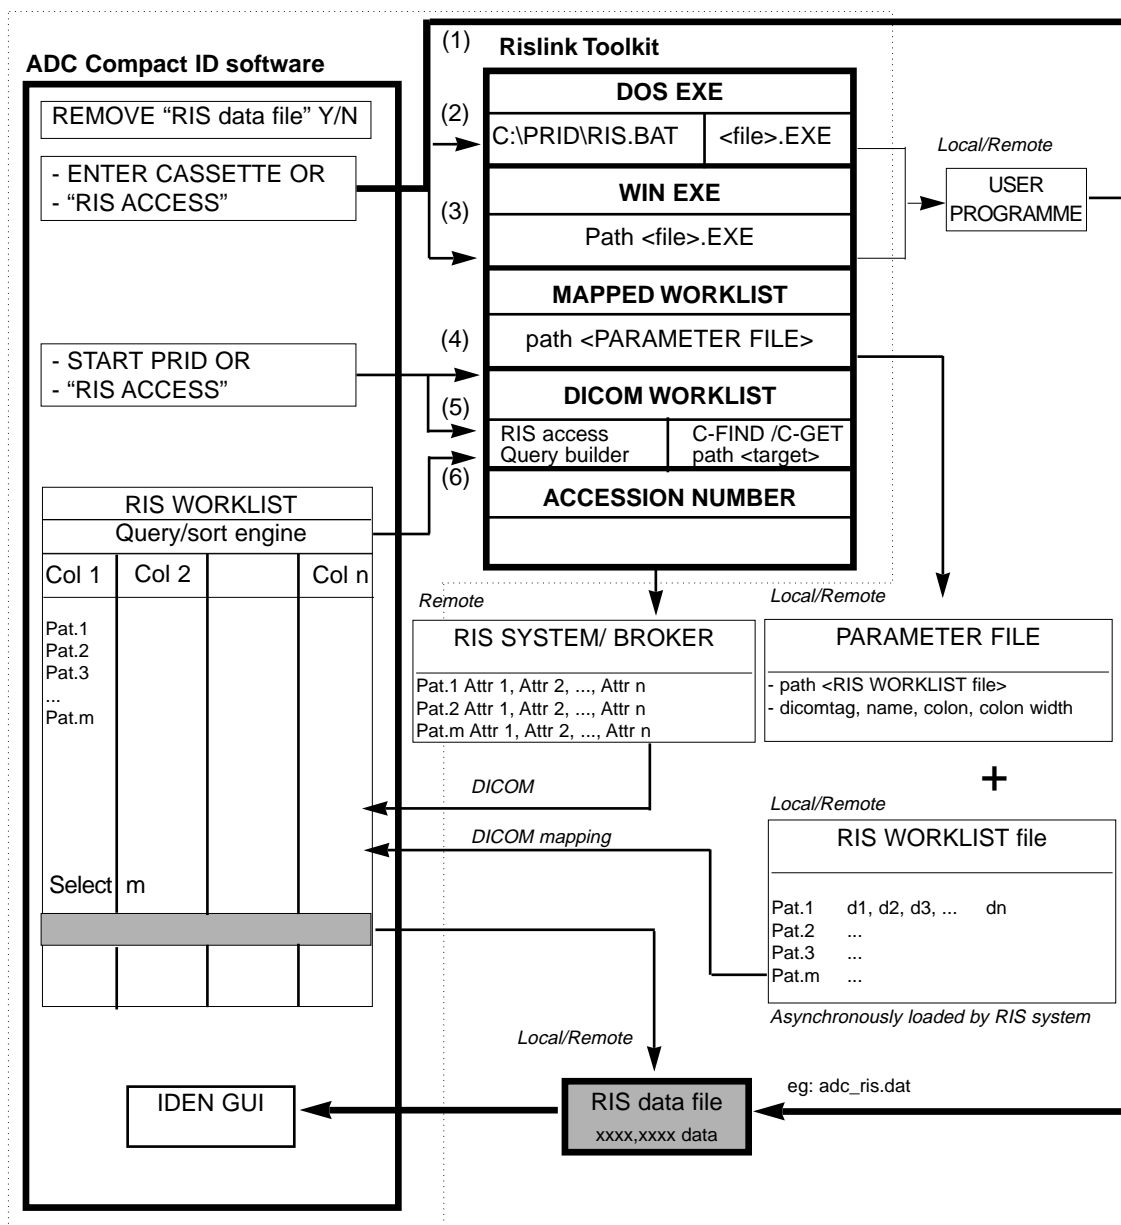 ADC Compact ID software
REMOVE “RIS data file” Y/N
- ENTER CASSETTE OR
- “RIS ACCESS”
- START PRID OR
- “RIS ACCESS”
RIS WORKLIST
Query/sort engine
Col 1 Col 2 Col n
Pat.1
Pat.2
Pat.3
...
Pat.m
Select m
IDEN GUI
(1)
(2)
(3)
(4)
(5)
(6)
Rislink Toolkit
DOS EXE
C:\PRID\RIS.BAT <file>.EXE
WIN EXE
Path <file>.EXE
MAPPED WORKLIST
path <PARAMETER FILE>
DICOM WORKLIST
RIS access C-FIND /C-GET
Query builder path <target>
ACCESSION NUMBER
Local/Remote
USER
PROGRAMME
Remote
RIS SYSTEM/ BROKER
Pat.1 Attr 1, Attr 2, ..., Attr n
Pat.2 Attr 1, Attr 2, ..., Attr n
Pat.m Attr 1, Attr 2, ..., Attr n
Local/Remote
PARAMETER FILE
- path <RIS WORKLIST file>
- dicomtag, name, colon, colon width
+
DICOM
DICOM mapping
Local/Remote
RIS WORKLIST file
Pat.1 d1, d2, d3, ... dn
Pat.2 ...
Pat.3 ...
Pat.m ...
Asynchronously loaded by RIS system
Local/Remote
RIS data file
xxxx,xxxx data
eg: adc_ris.dat